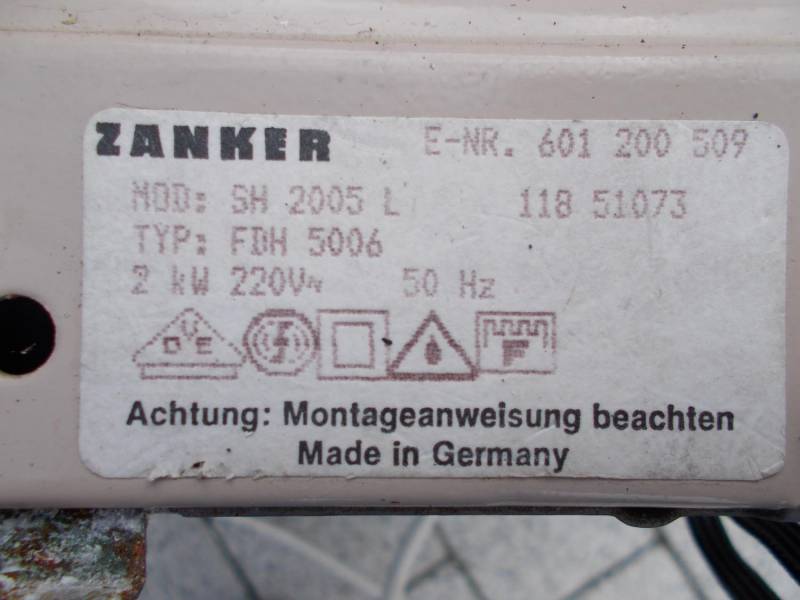 ZANKER E-NR. 601 200 509
MOD: SH 2005 L 118 51073
TYP: FDH 5006
2 kW 220V~ 50 Hz
VDE F
Achtung: Montageanweisung beachten
Made in Germany